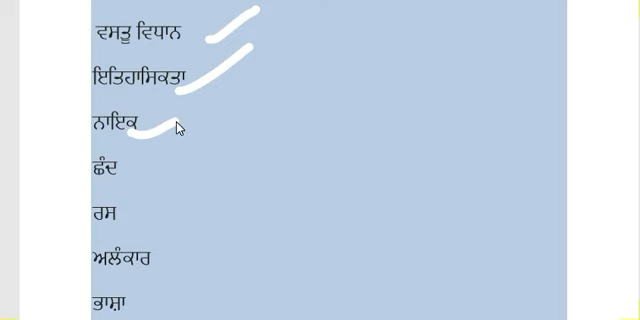 ਵਸਤੂ ਵਿਧਾਨ
ਇਤਿਹਾਸਿਕਤਾ
ਨਾਇਕ
ਛੰਦ
ਰਸ
ਅਲੰਕਾਰ
ਭਾਸ਼ਾ